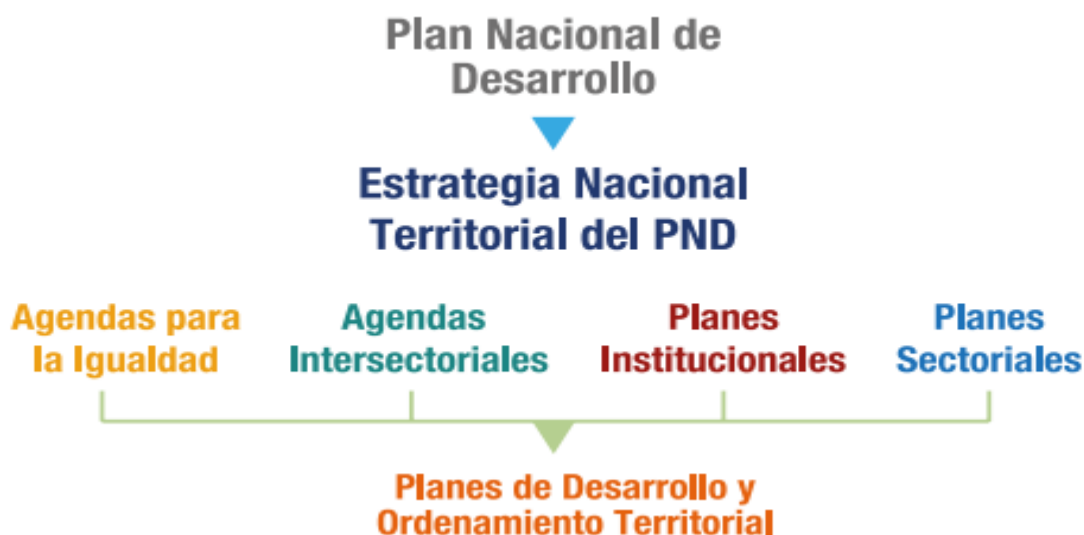 Plan Nacional de
Desarrollo
Estrategia Nacional
Territorial del PND
Agendas para
la Igualdad
Agendas
Intersectoriales
Planes
Institucionales
Planes
Sectoriales
Planes de Desarrollo y
Ordenamiento Territorial